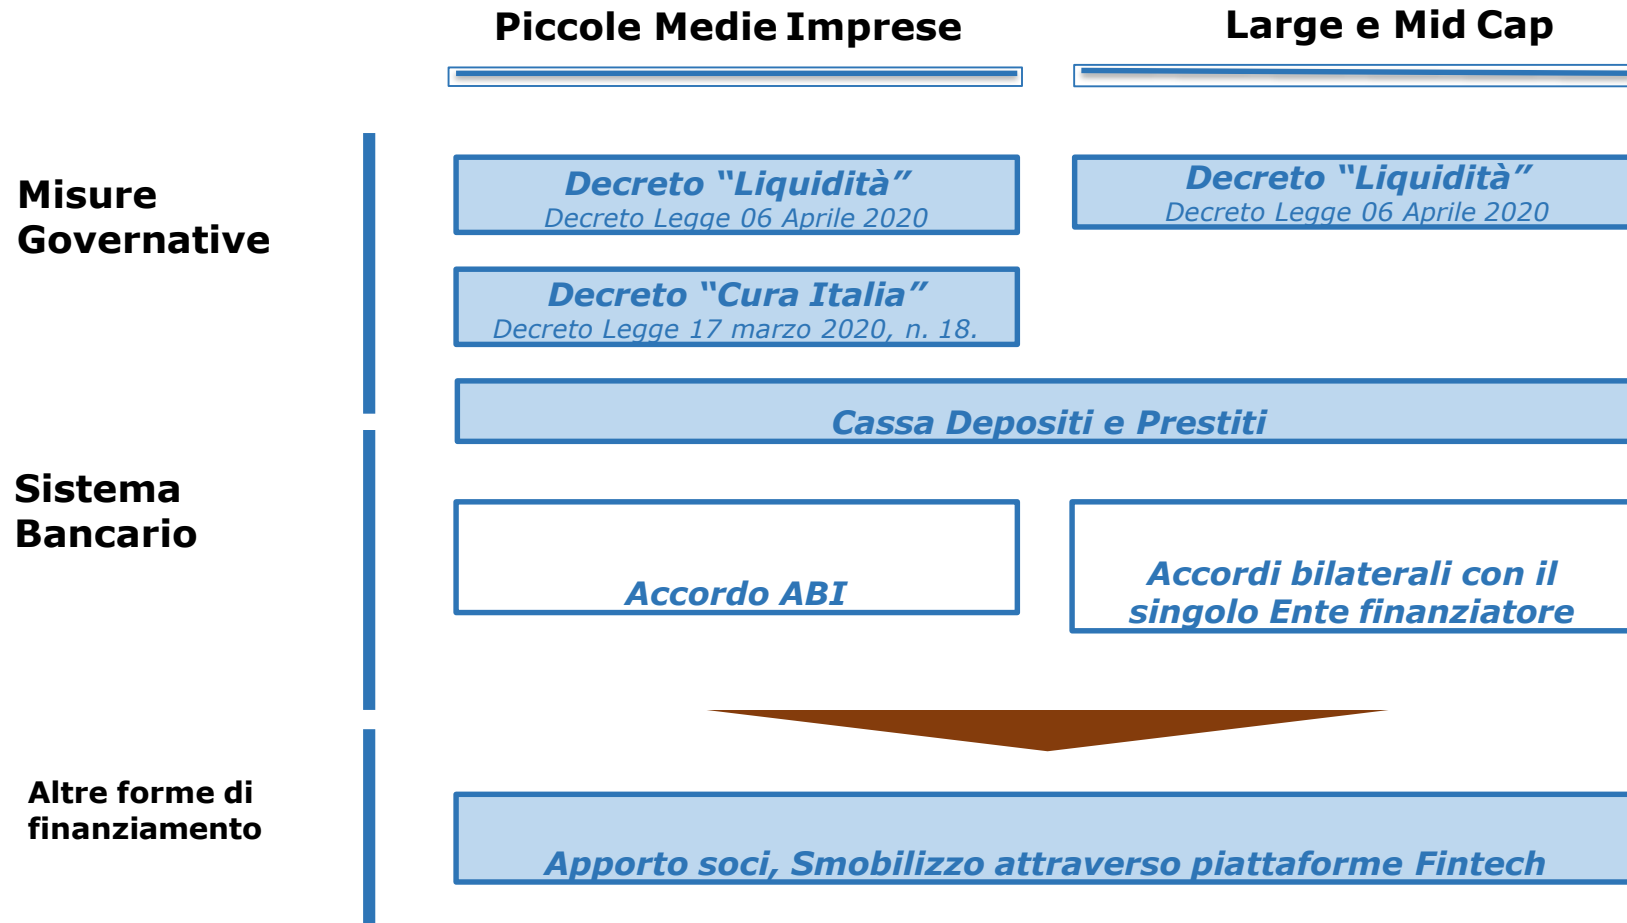 Piccole Medie Imprese
Large e Mid Cap
Misure
Governative
Decreto “Liquidità”
Decreto Legge 06 Aprile 2020
Decreto “Liquidità”
Decreto Legge 06 Aprile 2020
Decreto “Cura Italia”
Decreto Legge 17 marzo 2020, n. 18.
Cassa Depositi e Prestiti
Sistema
Bancario
Accordo ABI
Accordi bilaterali con il
singolo Ente finanziatore
Altre forme di
finanziamento
Apporto soci, Smobilizzo attraverso piattaforme Fintech